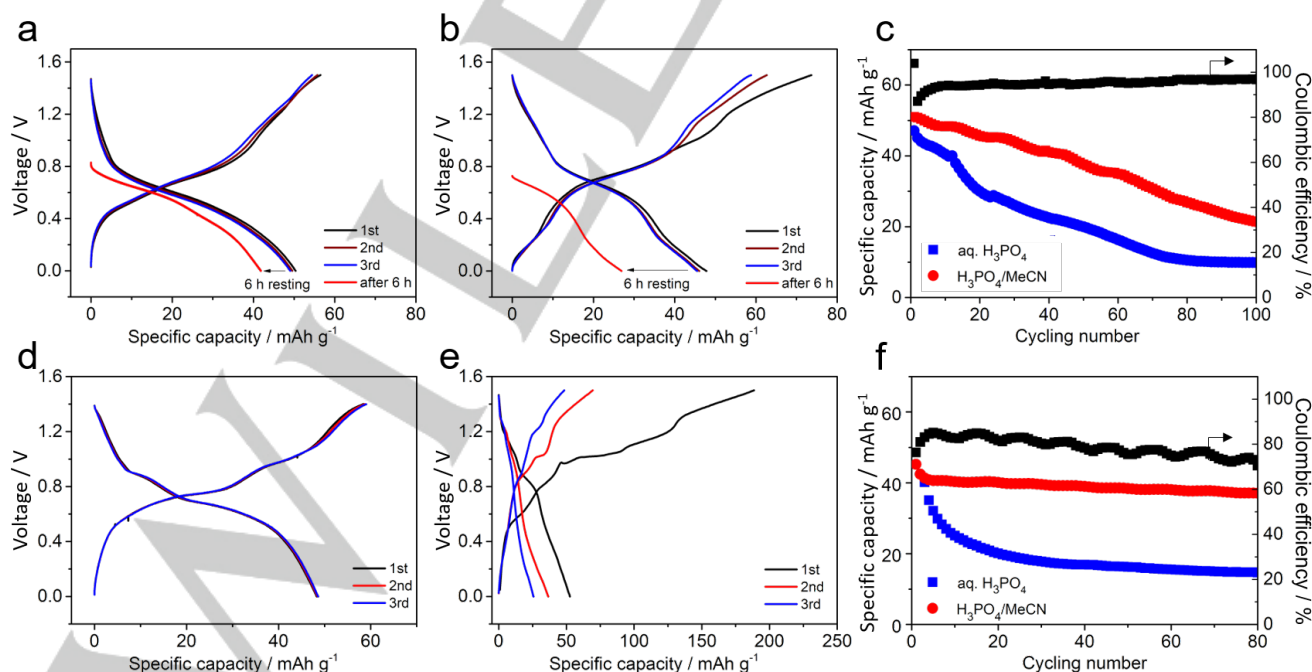 a
1.6
1.2
0.8
0.4
0.0
Voltage / V
1st
2nd
3rd
after 6 h
6 h resting
0 20 40 60 80
Specific capacity / mAh g⁻¹
b
1.6
1.2
0.8
0.4
0.0
Voltage / V
1st
2nd
3rd
after 6 h
6 h resting
0 20 40 60 80
Specific capacity / mAh g⁻¹
c
80
60
40
20
0
Specific capacity / mAh g⁻¹
aq. H₃PO₄
H₃PO₄/MeCN
100
80
60
40
20
0
Coulombic efficiency / %
0 20 40 60 80 100
Cycling number
d
1.6
1.2
0.8
0.4
0.0
Voltage / V
1st
2nd
3rd
0 20 40 60
Specific capacity / mAh g⁻¹
e
1.6
1.2
0.8
0.4
0.0
Voltage / V
1st
2nd
3rd
0 50 100 150 200 250
Specific capacity / mAh g⁻¹
f
80
60
40
20
0
Specific capacity / mAh g⁻¹
aq. H₃PO₄
H₃PO₄/MeCN
100
80
60
40
20
0
Coulombic efficiency / %
0 20 40 60 80
Cycling number